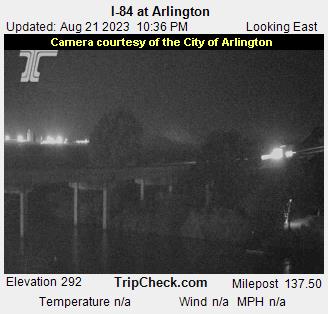 I-84 at Arlington
Updated: Aug 21 2023 10:36 PM Looking East
Camera courtesy of the City of Arlington
Elevation 292 TripCheck.com Milepost 137.50
Temperature n/a Wind n/a MPH n/a